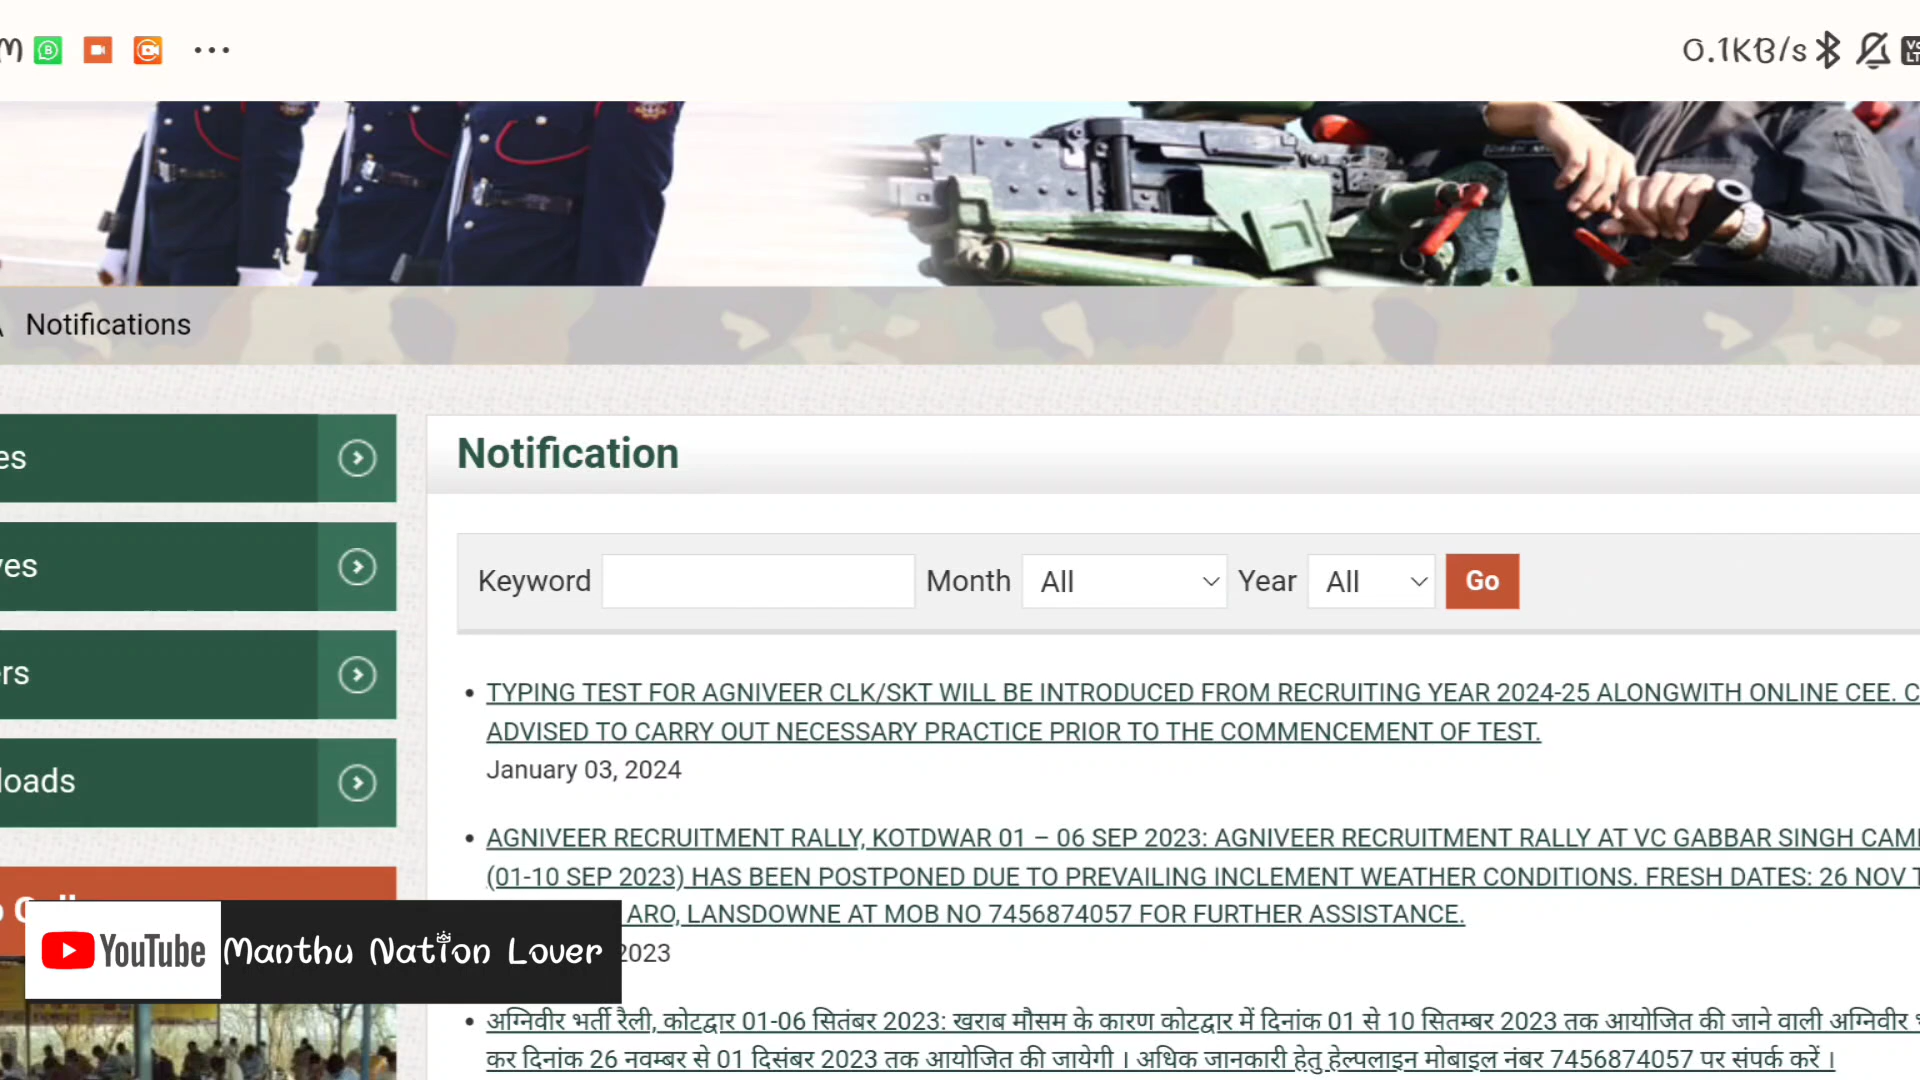 0.1KB/s
Notifications
Notification
Keyword Month All Year All Go
TYPING TEST FOR AGNIVEER CLK/SKT WILL BE INTRODUCED FROM RECRUITING YEAR 2024-25 ALONGWITH ONLINE CEE.
ADVISED TO CARRY OUT NECESSARY PRACTICE PRIOR TO THE COMMENCEMENT OF TEST.
January 03, 2024
AGNIVEER RECRUITMENT RALLY, KOTDWAR 01 – 06 SEP 2023: AGNIVEER RECRUITMENT RALLY AT VC GABBAR SINGH
(01-10 SEP 2023) HAS BEEN POSTPONED DUE TO PREVAILING INCLEMENT WEATHER CONDITIONS. FRESH DATES: 26 NOV
ARO, LANSDOWNE AT MOB NO 7456874057 FOR FURTHER ASSISTANCE.
2023
YouTube Manthu Nation Lover
अग्निवीर भर्ती रैली, कोटद्वार 01-06 सितंबर 2023: खराब मौसम के कारण कोटद्वार में दिनांक 01 से 10 सितम्बर 2023 तक आयोजित की जाने वाली अग्निवीर
कर दिनांक 26 नवम्बर से 01 दिसंबर 2023 तक आयोजित की जायेगी । अधिक जानकारी हेतु हेल्पलाइन मोबाइल नंबर 7456874057 पर संपर्क करें ।